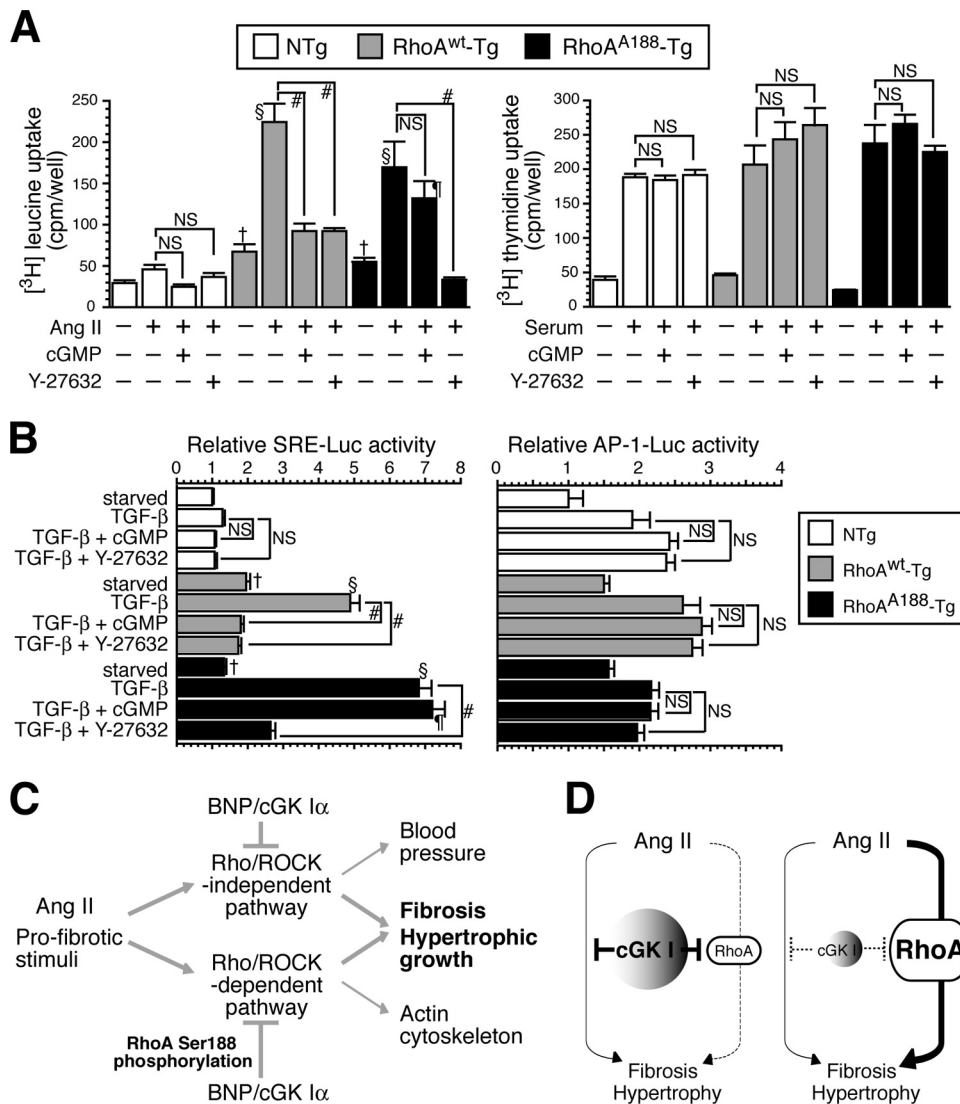 A
NTg RhoAwt-Tg RhoAA188-Tg
[3H] leucine uptake
(cpm/well)
300
250
200
150
100
50
0
NS
NS
†
§
#
#
†
§
NS
#
¶
Ang II − + + + − + + + − + + +
cGMP − − + − − − + − − − + −
Y-27632 − − − + − − − + − − − +
[3H] thymidine uptake
(cpm/well)
300
250
200
150
100
50
0
NS
NS
NS
NS
NS
NS
Serum − + + + − + + + − + + +
cGMP − − + − − − + − − − + −
Y-27632 − − − + − − − + − − − +
B
Relative SRE-Luc activity
0 1 2 3 4 5 6 7 8
starved
TGF-β
TGF-β + cGMP
TGF-β + Y-27632
NS
NS
starved †
TGF-β §
TGF-β + cGMP
TGF-β + Y-27632
#
#
starved †
TGF-β §
TGF-β + cGMP ¶
TGF-β + Y-27632
#
Relative AP-1-Luc activity
0 1 2 3 4
NS
NS
NS
NS
NS
NS
NTg
RhoAwt-Tg
RhoAA188-Tg
C
BNP/cGK Iα
Rho/ROCK
-independent
pathway
Blood
pressure
Ang II
Pro-fibrotic
stimuli
Fibrosis
Hypertrophic
growth
Rho/ROCK
-dependent
pathway
Actin
cytoskeleton
RhoA Ser188
phosphorylation
BNP/cGK Iα
D
Ang II
cGK I
RhoA
Fibrosis
Hypertrophy
Ang II
cGK I
RhoA
Fibrosis
Hypertrophy